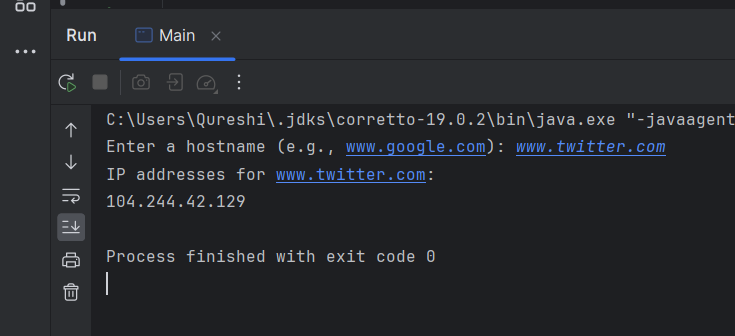 Run Main
C:\Users\Qureshi\.jdks\corretto-19.0.2\bin\java.exe "-javaagent
Enter a hostname (e.g., www.google.com): www.twitter.com
IP addresses for www.twitter.com:
104.244.42.129
Process finished with exit code 0